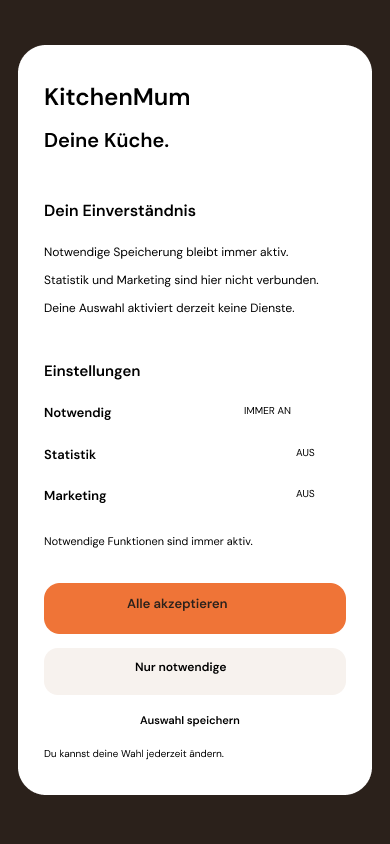 KitchenMum
Deine Küche.
Dein Einverständnis
Notwendige Speicherung bleibt immer aktiv.
Statistik und Marketing sind hier nicht verbunden.
Deine Auswahl aktiviert derzeit keine Dienste.
Einstellungen
Notwendig IMMER AN
Statistik AUS
Marketing AUS
Notwendige Funktionen sind immer aktiv.
Alle akzeptieren
Nur notwendige
Auswahl speichern
Du kannst deine Wahl jederzeit ändern.